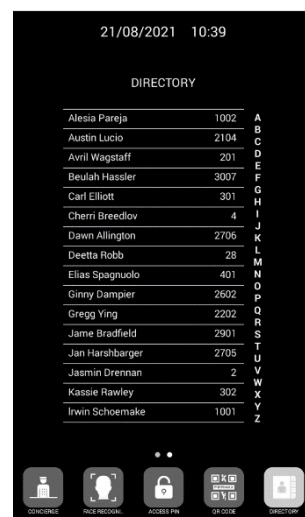 21/08/2021 10:39
DIRECTORY
Alesia Pareja 1002
Austin Lucio 2104
Avril Wagstaff 201
Beulah Hassler 3007
Carl Elliott 301
Cherri Breedlov 4
Dawn Allington 2706
Deetta Robb 28
Elias Spagnuolo 401
Ginny Dampier 2602
Gregg Ying 2202
Jame Bradfield 2901
Jan Harshbarger 2705
Jasmin Drennan 2
Kassie Rawley 302
Irwin Schoemake 1001
A
B
C
D
E
F
G
H
I
J
K
L
M
N
O
P
Q
R
S
T
U
V
W
X
Y
Z
CONCIERGE
FACE RECOGNI..
ACCESS PIN
QR CODE
DIRECTORY